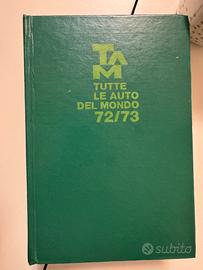 TAM
TUTTE
LE AUTO
DEL MONDO
72/73
subito